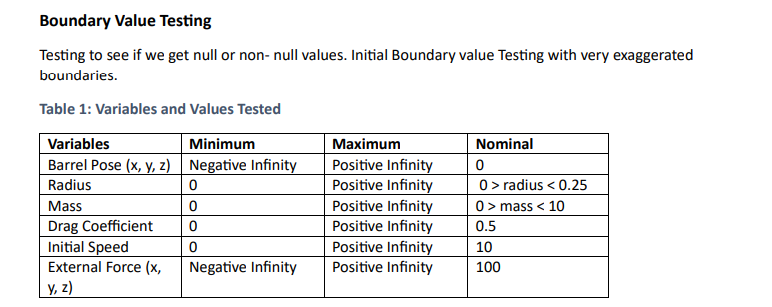 Boundary Value Testing
Testing to see if we get null or non- null values. Initial Boundary value Testing with very exaggerated
boundaries.
Table 1: Variables and Values Tested
Variables Minimum Maximum Nominal
Barrel Pose (x, y, z) Negative Infinity Positive Infinity 0
Radius 0 Positive Infinity 0 > radius < 0.25
Mass 0 Positive Infinity 0 > mass < 10
Drag Coefficient 0 Positive Infinity 0.5
Initial Speed 0 Positive Infinity 10
External Force (x, Negative Infinity Positive Infinity 100
y, z)